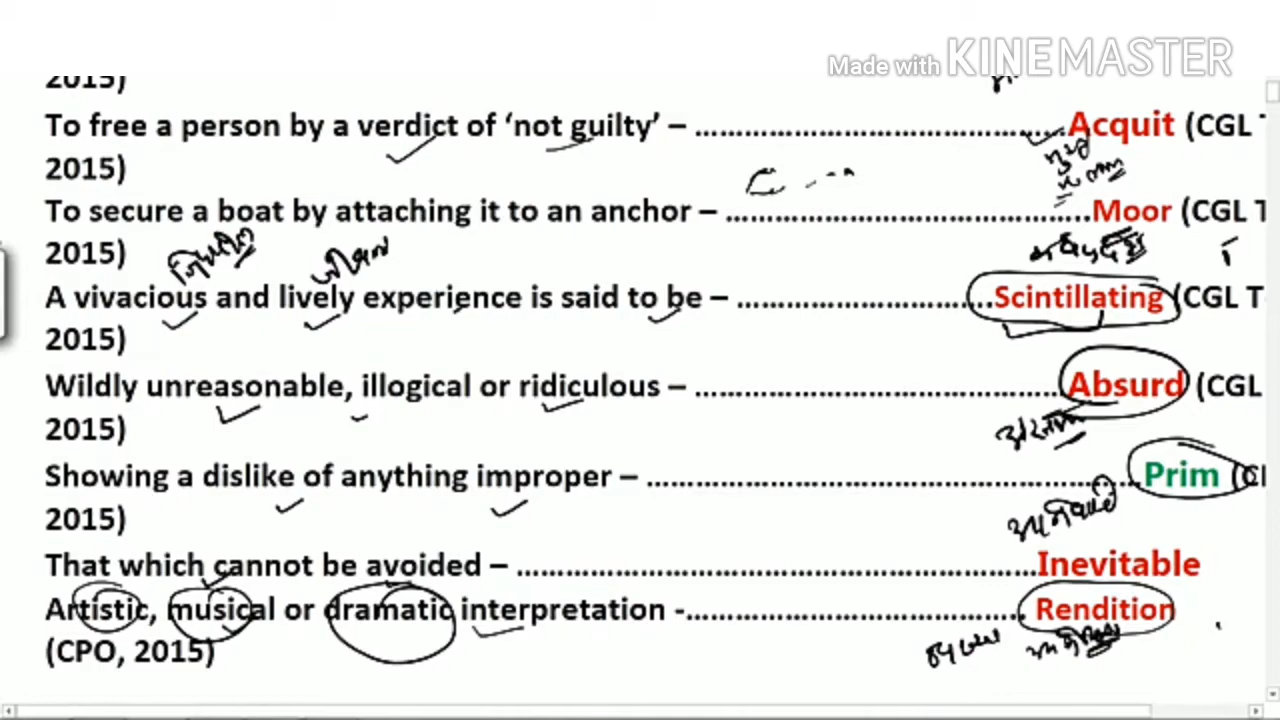 Made with KINEMASTER
2015)
To free a person by a verdict of ‘not guilty’ – ………………………………………Acquit (CGL T
2015)
To secure a boat by attaching it to an anchor – ………………………………………Moor (CGL T
2015)
A vivacious and lively experience is said to be – …………………………Scintillating (CGL T
2015)
Wildly unreasonable, illogical or ridiculous – ………………………………………Absurd (CGL
2015)
Showing a dislike of anything improper – ……………………………………………………Prim (C
2015)
That which cannot be avoided – ………………………………………………………Inevitable
Artistic, musical or dramatic interpretation -………………………………… Rendition
(CPO, 2015)